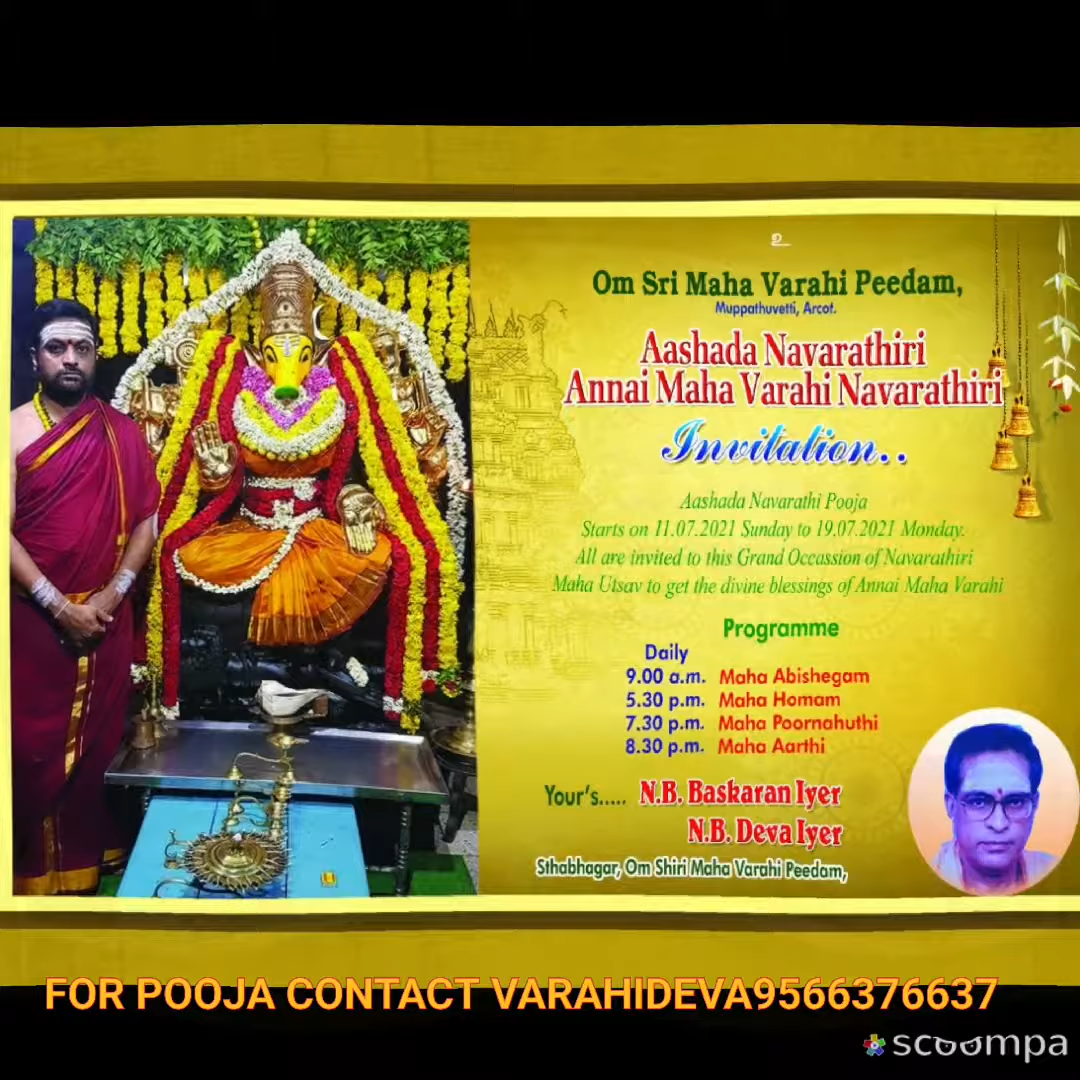 உ
Om Sri Maha Varahi Peedam,
Muppathuvetti, Arcot.
Aashada Navarathiri
Annai Maha Varahi Navarathiri
Invitation..
Aashada Navarathi Pooja
Starts on 11.07.2021 Sunday to 19.07.2021 Monday.
All are invited to this Grand Occassion of Navarathiri
Maha Utsav to get the divine blessings of Annai Maha Varahi
Programme
Daily
9.00 a.m. Maha Abishegam
5.30 p.m. Maha Homam
7.30 p.m. Maha Poornahuthi
8.30 p.m. Maha Aarthi
Your's..... N.B. Baskaran Iyer
N.B. Deva Iyer
Sthabhagar, Om Shiri Maha Varahi Peedam,
FOR POOJA CONTACT VARAHIDEVA9566376637
scoompa